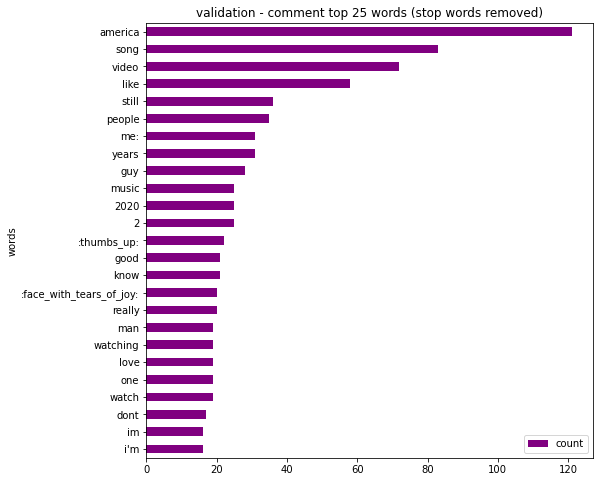 validation - comment top 25 words (stop words removed)
words
america
song
video
like
still
people
me:
years
guy
music
2020
2
:thumbs_up:
good
know
:face_with_tears_of_joy:
really
man
watching
love
one
watch
dont
im
i'm
count
0 20 40 60 80 100 120